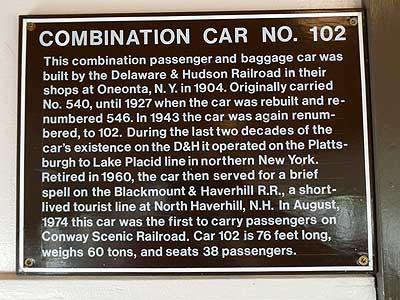 COMBINATION CAR NO. 102
This combination passenger and baggage car was
built by the Delaware & Hudson Railroad in their
shops at Oneonta, N.Y. in 1904. Originally carried
No. 540, until 1927 when the car was rebuilt and re-
numbered 546. In 1943 the car was again renum-
bered, to 102. During the last two decades of the
car's existence on the D&H it operated on the Platts-
burgh to Lake Placid line in northern New York.
Retired in 1960, the car then served for a brief
spell on the Blackmount & Haverhill R.R., a short-
lived tourist line at North Haverhill, N.H. In August,
1974 this car was the first to carry passengers on
Conway Scenic Railroad. Car 102 is 76 feet long,
weighs 60 tons, and seats 38 passengers.